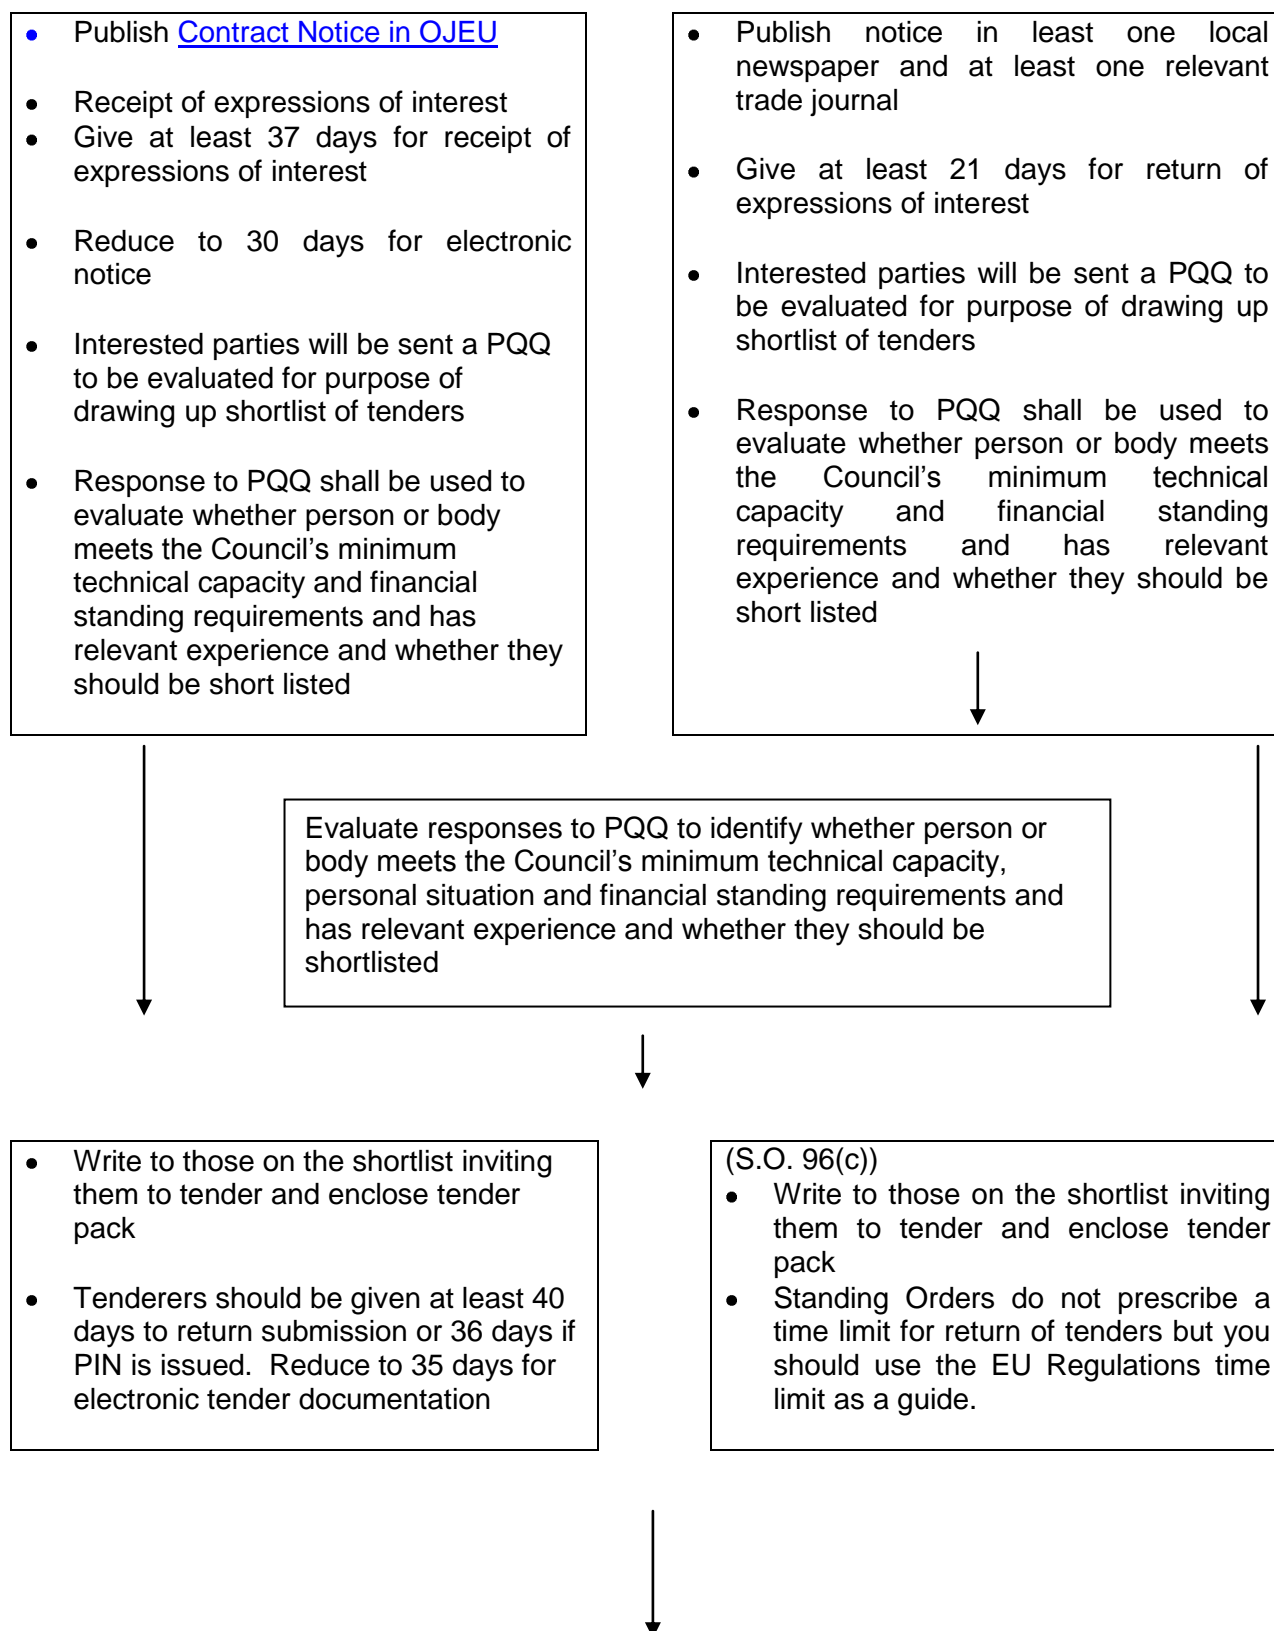 • Publish Contract Notice in OJEU
• Receipt of expressions of interest
• Give at least 37 days for receipt of
expressions of interest
• Reduce to 30 days for electronic
notice
• Interested parties will be sent a PQQ
to be evaluated for purpose of
drawing up shortlist of tenders
• Response to PQQ shall be used to
evaluate whether person or body
meets the Council’s minimum
technical capacity and financial
standing requirements and has
relevant experience and whether they
should be short listed
• Publish notice in least one local
newspaper and at least one relevant
trade journal
• Give at least 21 days for return of
expressions of interest
• Interested parties will be sent a PQQ to
be evaluated for purpose of drawing up
shortlist of tenders
• Response to PQQ shall be used to
evaluate whether person or body meets
the Council’s minimum technical
capacity and financial standing
requirements and has relevant
experience and whether they should be
short listed
Evaluate responses to PQQ to identify whether person or
body meets the Council’s minimum technical capacity,
personal situation and financial standing requirements and
has relevant experience and whether they should be
shortlisted
• Write to those on the shortlist inviting
them to tender and enclose tender
pack
• Tenderers should be given at least 40
days to return submission or 36 days if
PIN is issued. Reduce to 35 days for
electronic tender documentation
(S.O. 96(c))
• Write to those on the shortlist inviting
them to tender and enclose tender
pack
• Standing Orders do not prescribe a
time limit for return of tenders but you
should use the EU Regulations time
limit as a guide.